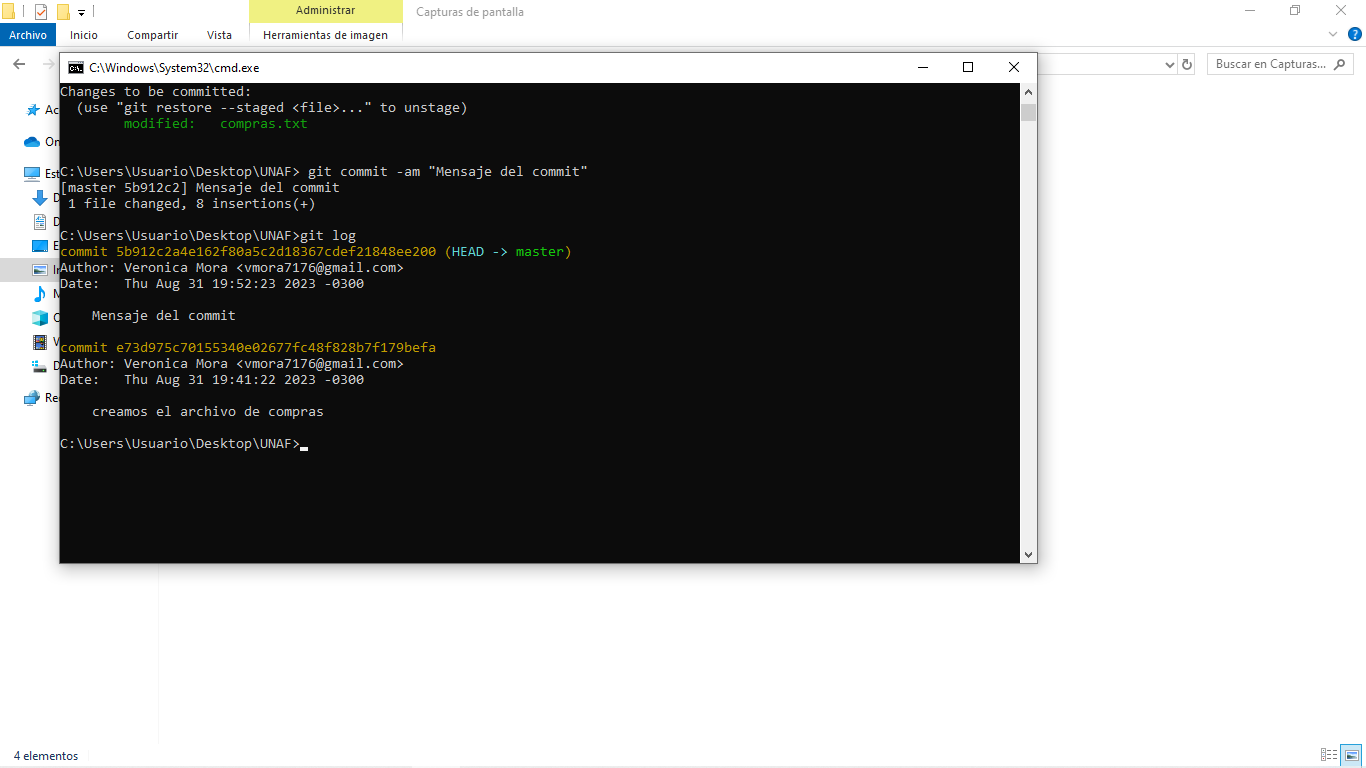 Administrar
Capturas de pantalla
Archivo
Inicio
Compartir
Vista
Herramientas de imagen
C:\Windows\System32\cmd.exe
Buscar en Capturas...
Changes to be committed:
(use "git restore --staged <file>..." to unstage)
modified:   compras.txt
C:\Users\Usuario\Desktop\UNAF> git commit -am "Mensaje del commit"
[master 5b912c2] Mensaje del commit
1 file changed, 8 insertions(+)
C:\Users\Usuario\Desktop\UNAF>git log
commit 5b912c2a4e162f80a5c2d18367cdef21848ee200 (HEAD -> master)
Author: Veronica Mora <vmora7176@gmail.com>
Date:   Thu Aug 31 19:52:23 2023 -0300
Mensaje del commit
commit e73d975c70155340e02677fc48f828b7f179befa
Author: Veronica Mora <vmora7176@gmail.com>
Date:   Thu Aug 31 19:41:22 2023 -0300
creamos el archivo de compras
C:\Users\Usuario\Desktop\UNAF>
4 elementos